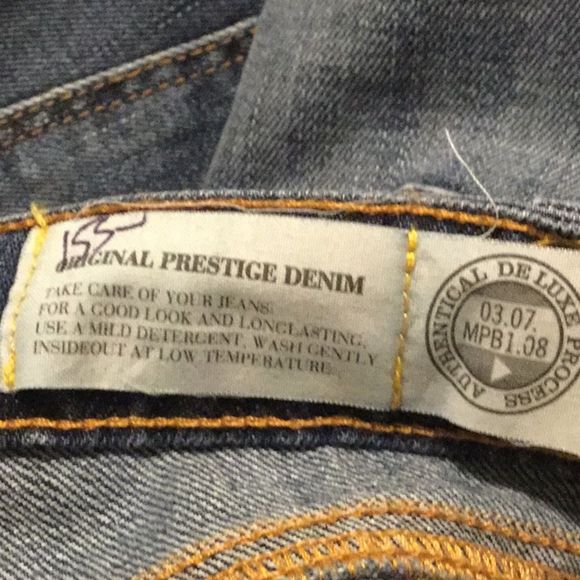 155-
ORIGINAL PRESTIGE DENIM
TAKE CARE OF YOUR JEANS:
FOR A GOOD LOOK AND LONGLASTING.
USE A MILD DETERGENT, WASH GENTLY
INSIDEOUT AT LOW TEMPERATURE
AUTHENTICAL DE LUXE PROCESS
03.07.
MPB1.08